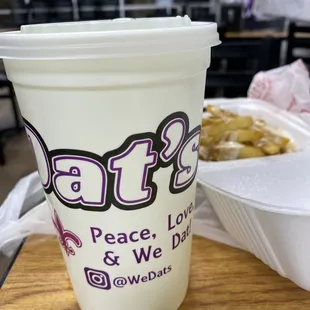 Dat's
Peace, Love,
& We Dat
@WeDats